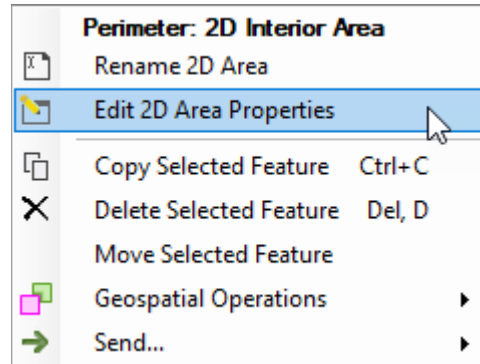 Perimeter: 2D Interior Area
Rename 2D Area
Edit 2D Area Properties
Copy Selected Feature Ctrl+C
Delete Selected Feature Del, D
Move Selected Feature
Geospatial Operations
Send...